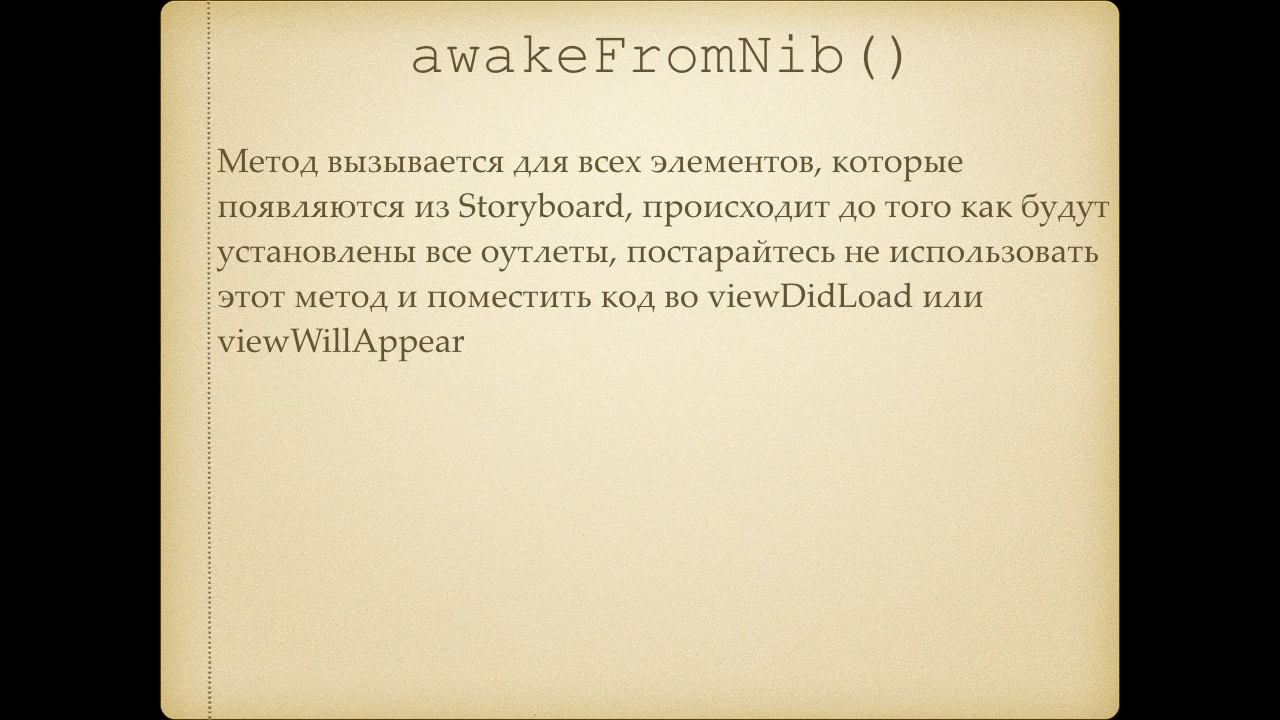 awakeFromNib()
Метод вызывается для всех элементов, которые
появляются из Storyboard, происходит до того как будут
установлены все оутлеты, постарайтесь не использовать
этот метод и поместить код во viewDidLoad или
viewWillAppear